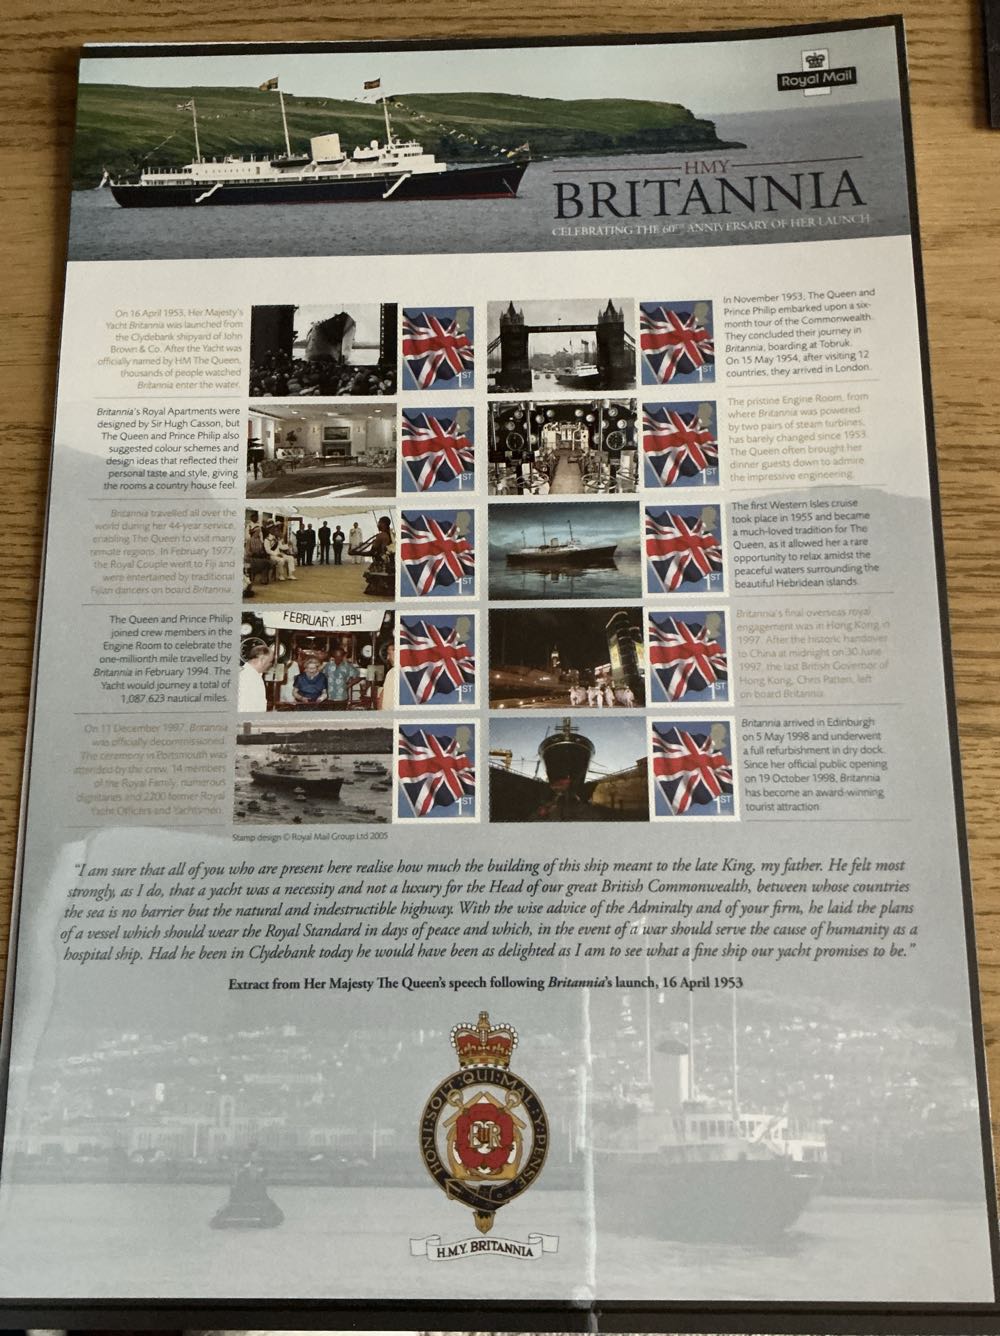 Royal Mail
HMY
BRITANNIA
CELEBRATING THE 60TH ANNIVERSARY OF HER LAUNCH
On 16 April 1953, Her Majesty's
Yacht Britannia was launched from
the Clydebank shipyard of John
Brown & Co. After the Yacht was
officially named by HM The Queen,
thousands of people watched
Britannia enter the water.
1ST
1ST
In November 1953, The Queen and
Prince Philip embarked upon a six-
month tour of the Commonwealth.
They concluded their journey in
Britannia, boarding at Tobruk.
On 15 May 1954, after visiting 12
countries, they arrived in London.
Britannia's Royal Apartments were
designed by Sir Hugh Casson, but
The Queen and Prince Philip also
suggested colour schemes and
design ideas that reflected their
personal taste and style, giving
the rooms a country house feel.
1ST
1ST
The pristine Engine Room, from
where Britannia was powered
by two pairs of steam turbines,
has barely changed since 1953.
The Queen often brought her
dinner guests down to admire
the impressive engineering.
Britannia travelled all over the
world during her 44-year service,
enabling The Queen to visit many
remote regions. In February 1977,
the Royal Couple went to Fiji and
were entertained by traditional
Fijian dancers on board Britannia.
1ST
1ST
The first Western Isles cruise
took place in 1955 and became
a much-loved tradition for The
Queen, as it allowed her a rare
opportunity to relax amidst the
peaceful waters surrounding the
beautiful Hebridean islands.
The Queen and Prince Philip
joined crew members in the
Engine Room to celebrate the
one-millionth mile travelled by
Britannia in February 1994. The
Yacht would journey a total of
1,087,623 nautical miles.
FEBRUARY. 1994
1ST
1ST
Britannia's final overseas royal
engagement was in Hong Kong in
1997. After the historic handover
to China at midnight on 30 June
1997, the last British Governor of
Hong Kong, Chris Patten, left
on board Britannia.
On 11 December 1997, Britannia
was officially decommissioned.
The ceremony in Portsmouth was
attended by the crew, 14 members
of the Royal Family, numerous
dignitaries and 2200 former Royal
Yacht Officers and Yachtsmen.
1ST
1ST
Britannia arrived in Edinburgh
on 5 May 1998 and underwent
a full refurbishment in dry dock.
Since her official public opening
on 19 October 1998, Britannia
has become an award-winning
tourist attraction.
Stamp design © Royal Mail Group Ltd 2005
"I am sure that all of you who are present here realise how much the building of this ship meant to the late King, my father. He felt most
strongly, as I do, that a yacht was a necessity and not a luxury for the Head of our great British Commonwealth, between whose countries
the sea is no barrier but the natural and indestructible highway. With the wise advice of the Admiralty and of your firm, he laid the plans
of a vessel which should wear the Royal Standard in days of peace and which, in the event of a war should serve the cause of humanity as a
hospital ship. Had he been in Clydebank today he would have been as delighted as I am to see what a fine ship our yacht promises to be."
Extract from Her Majesty The Queen's speech following Britannia's launch, 16 April 1953
HONI·SOIT·QUI·MAL·Y·PENSE
EIIR
H.M.Y. BRITANNIA